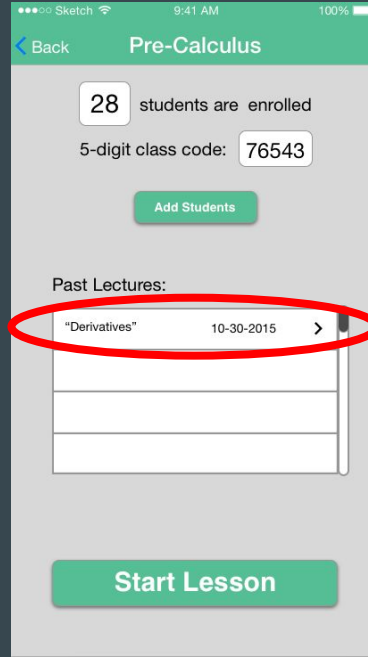 Sketch 9:41 AM 100%
Back Pre-Calculus
28 students are enrolled
5-digit class code: 76543
Add Students
Past Lectures:
“Derivatives” 10-30-2015
Start Lesson